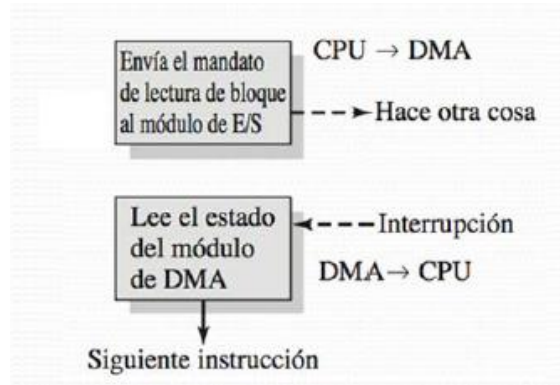 Envía el mandato
de lectura de bloque
al módulo de E/S
CPU → DMA
Hace otra cosa
Lee el estado
del módulo
de DMA
Interrupción
DMA → CPU
Siguiente instrucción